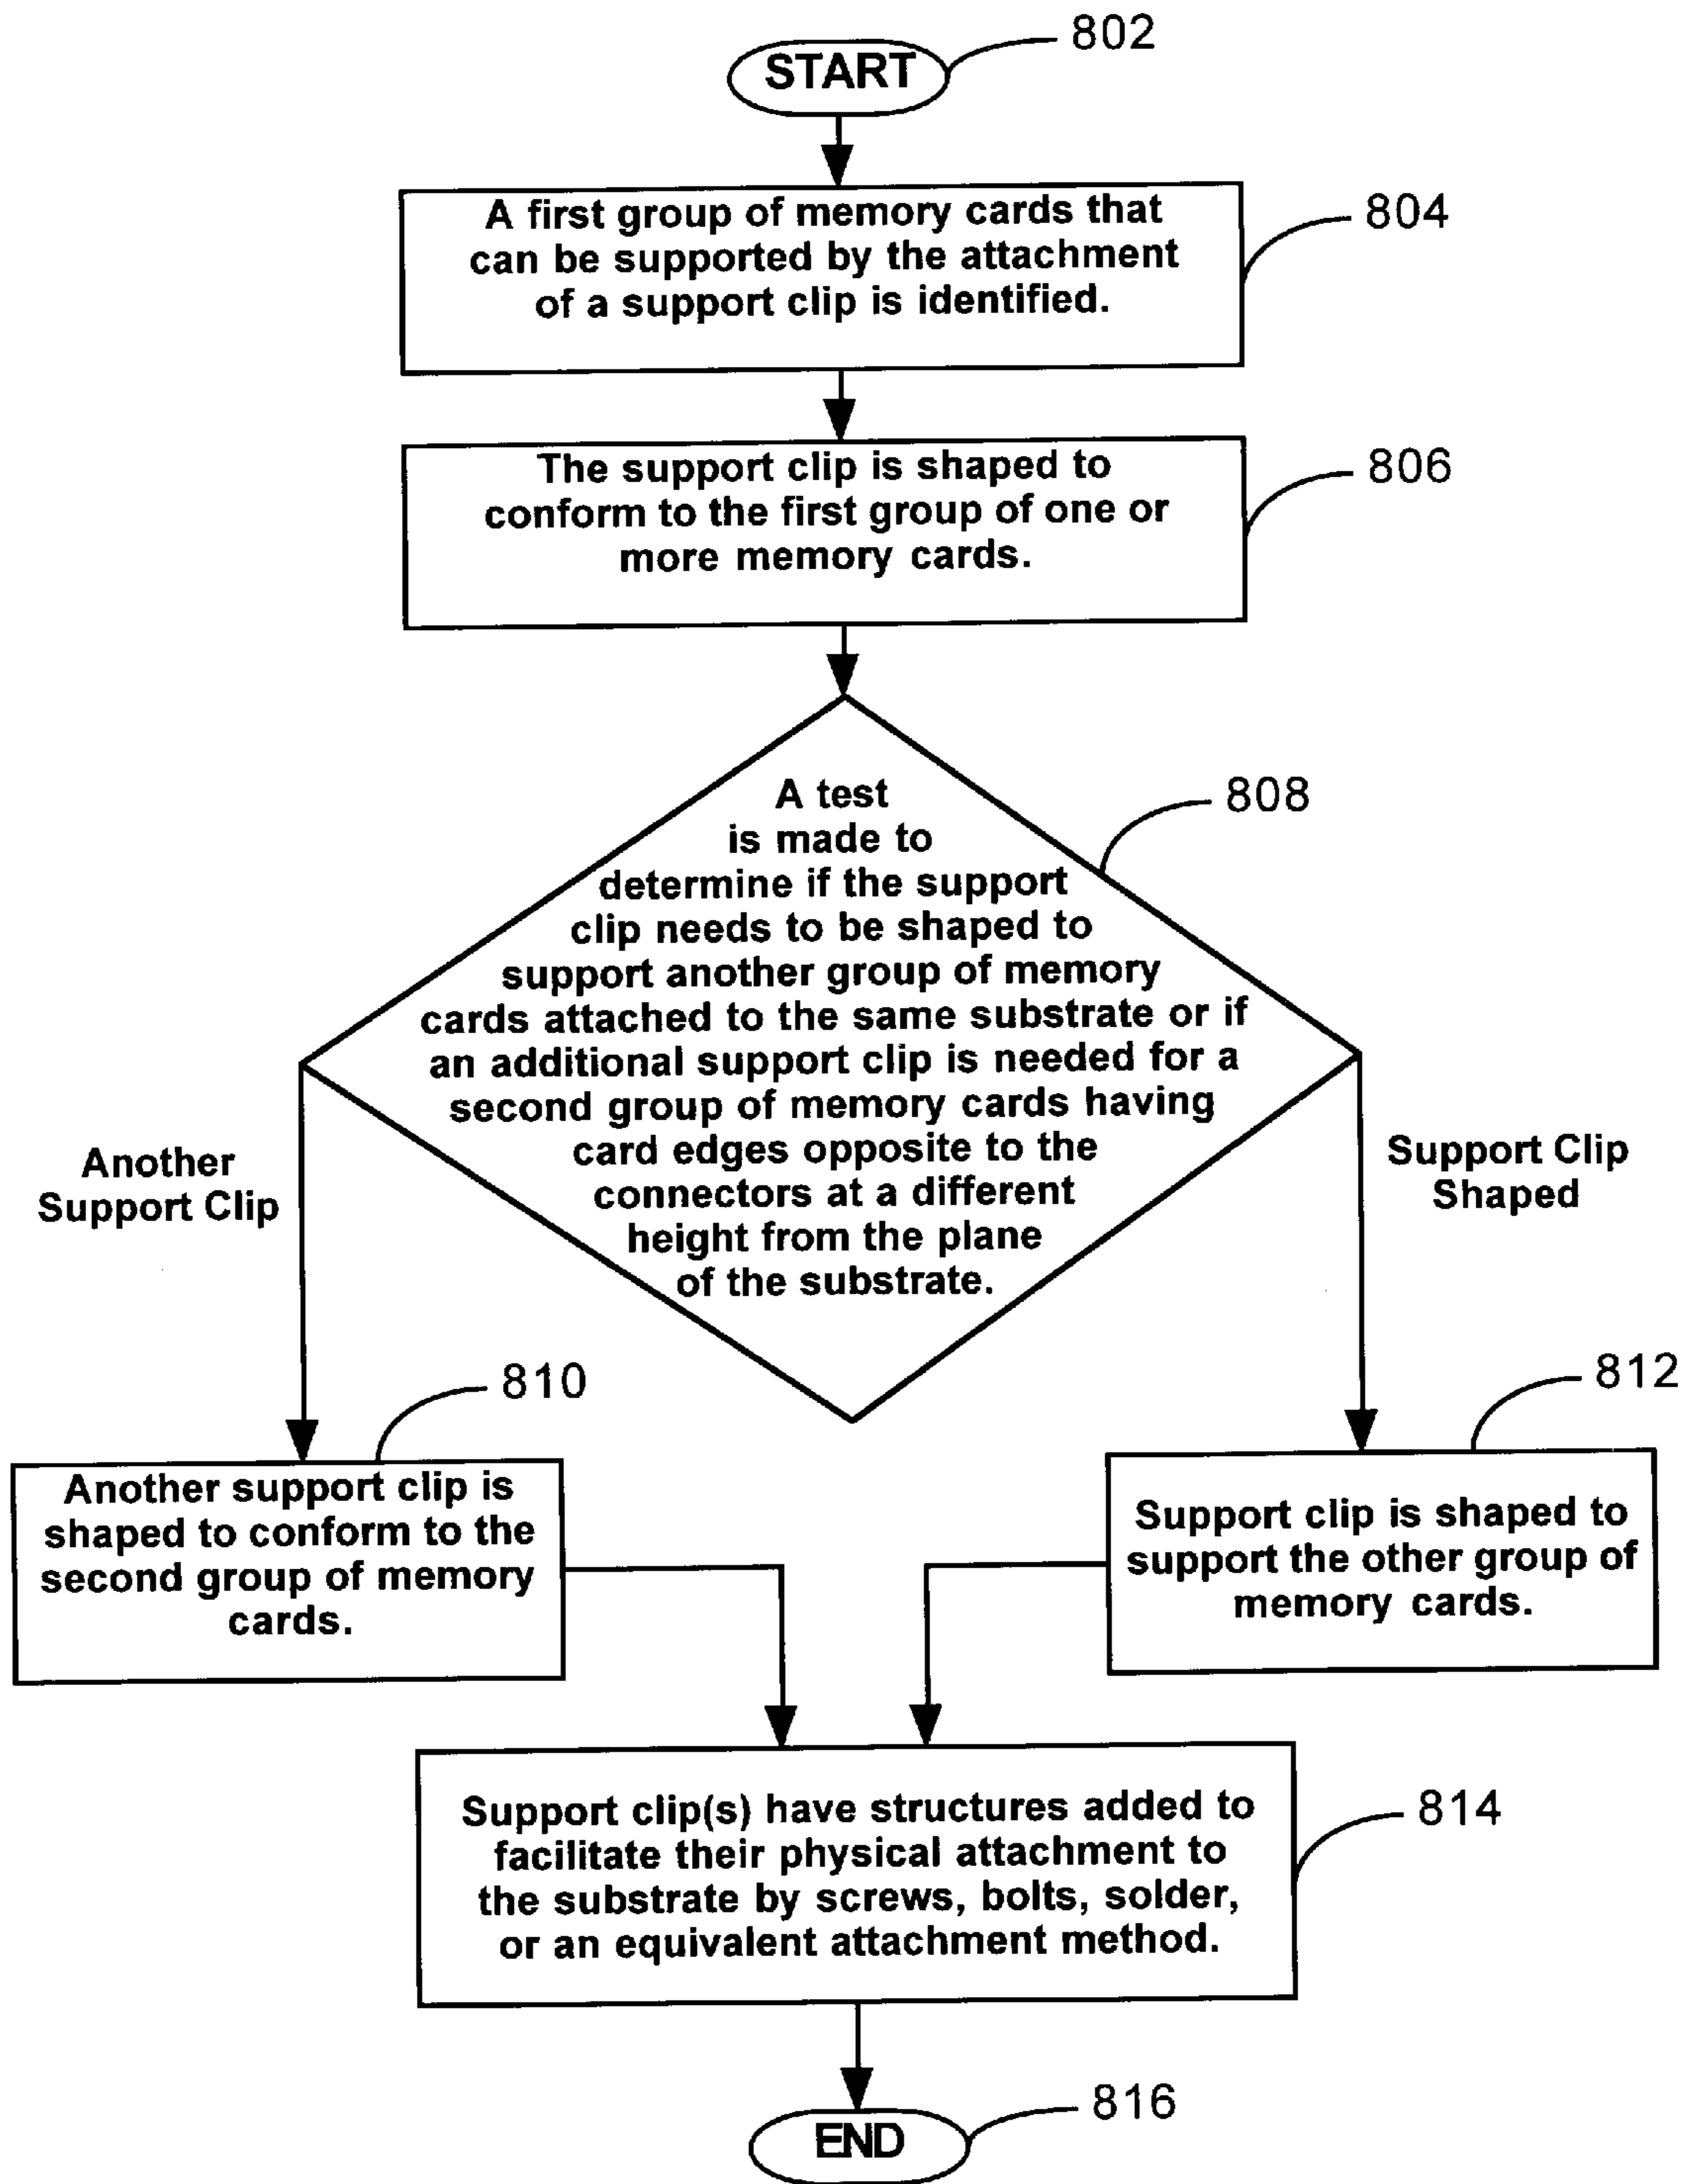 START
802
A first group of memory cards that
can be supported by the attachment
of a support clip is identified.
804
The support clip is shaped to
conform to the first group of one or
more memory cards.
806
A test
is made to
determine if the support
clip needs to be shaped to
support another group of memory
cards attached to the same substrate or if
an additional support clip is needed for a
second group of memory cards having
card edges opposite to the
connectors at a different
height from the plane
of the substrate.
808
Another
Support Clip
Support Clip
Shaped
810
Another support clip is
shaped to conform to the
second group of memory
cards.
812
Support clip is shaped to
support the other group of
memory cards.
Support clip(s) have structures added to
facilitate their physical attachment to
the substrate by screws, bolts, solder,
or an equivalent attachment method.
814
END
816